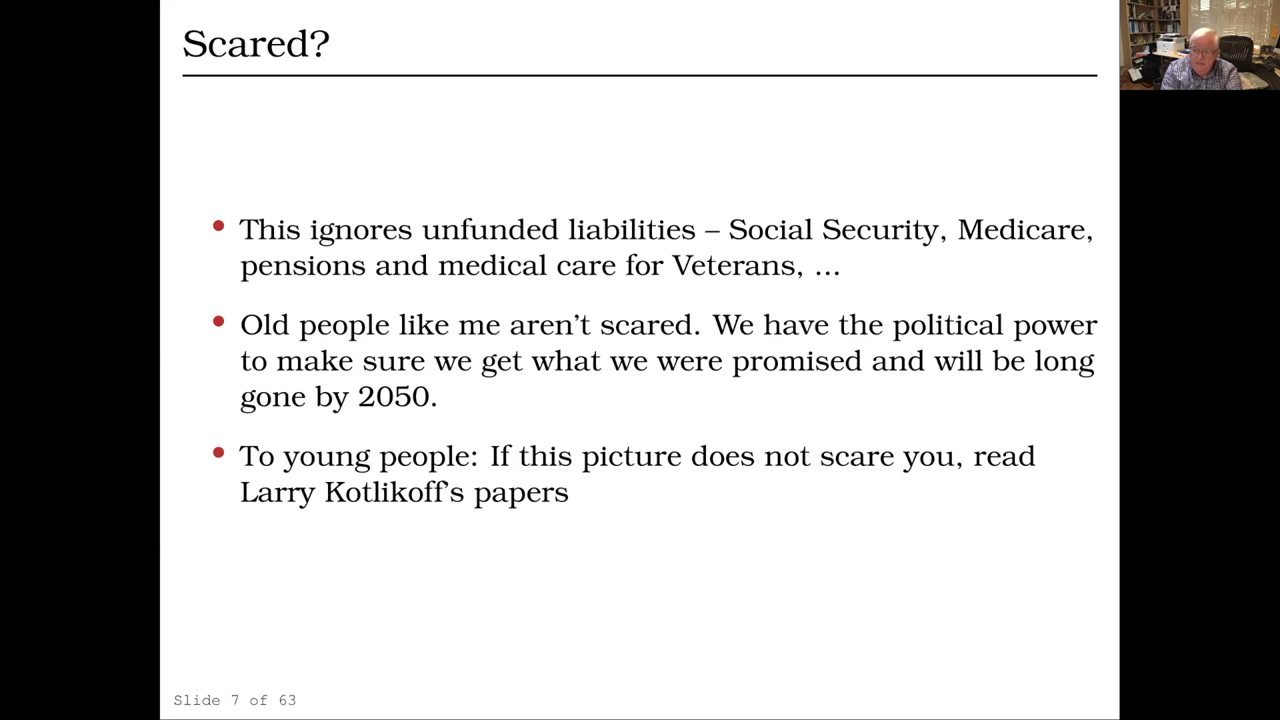 Scared?
• This ignores unfunded liabilities – Social Security, Medicare,
pensions and medical care for Veterans, ...
• Old people like me aren’t scared. We have the political power
to make sure we get what we were promised and will be long
gone by 2050.
• To young people: If this picture does not scare you, read
Larry Kotlikoff’s papers
Slide 7 of 63